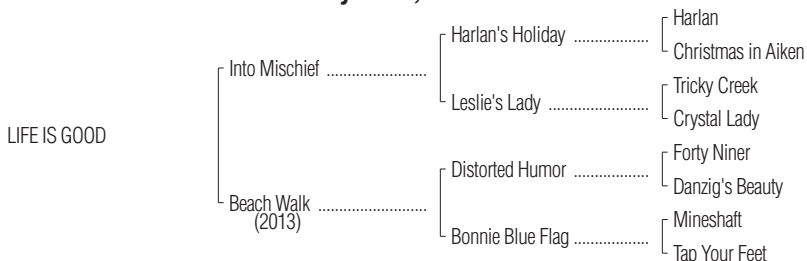 Harlan
Harlan's Holiday ....................
Christmas in Aiken
Into Mischief ..........................
Tricky Creek
Leslie's Lady ..........................
Crystal Lady
LIFE IS GOOD
Forty Niner
Distorted Humor ....................
Danzig's Beauty
Beach Walk ............................
(2013)
Mineshaft
Bonnie Blue Flag ....................
Tap Your Feet